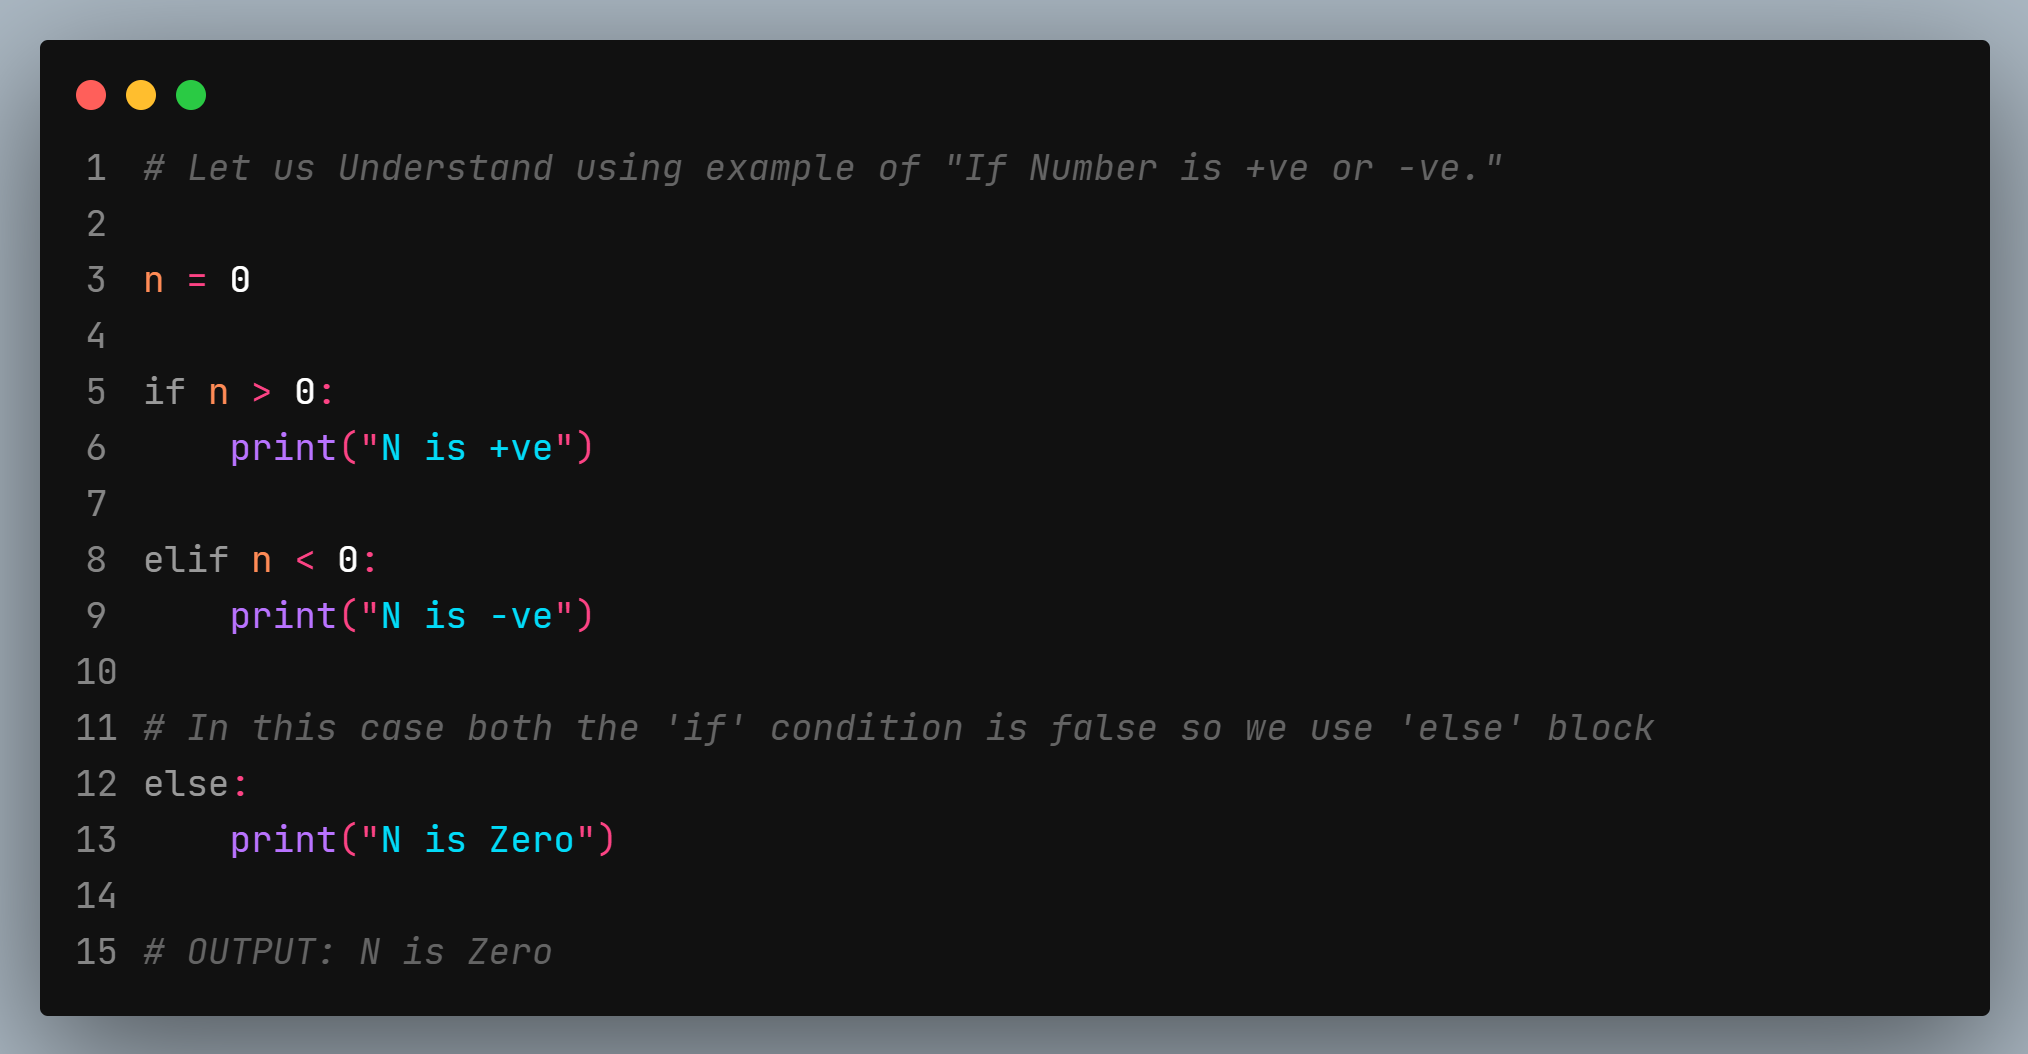 1 # Let us Understand using example of "If Number is +ve or -ve."
2
3 n = 0
4
5 if n > 0:
6     print("N is +ve")
7
8 elif n < 0:
9     print("N is -ve")
10
11 # In this case both the 'if' condition is false so we use 'else' block
12 else:
13     print("N is Zero")
14
15 # OUTPUT: N is Zero